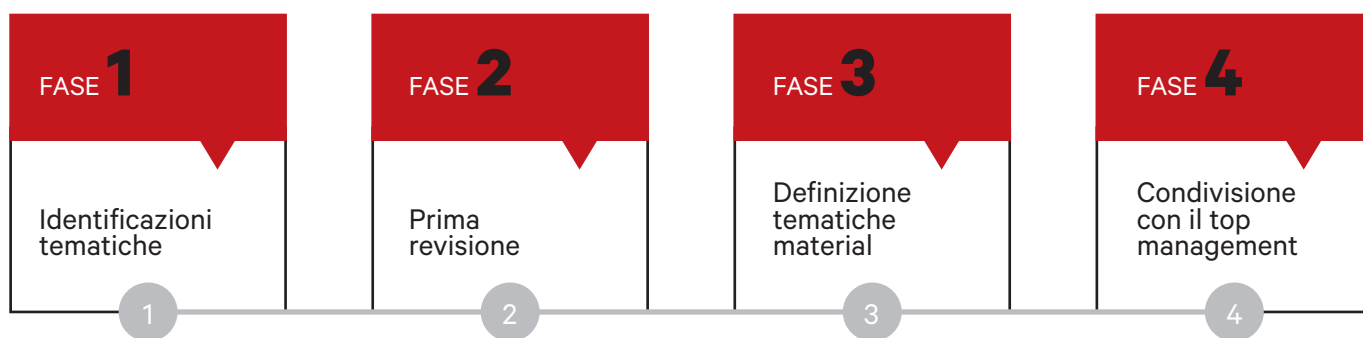 FASE 1
Identificazioni
tematiche
1
FASE 2
Prima
revisione
2
FASE 3
Definizione
tematiche
material
3
FASE 4
Condivisione
con il top
management
4